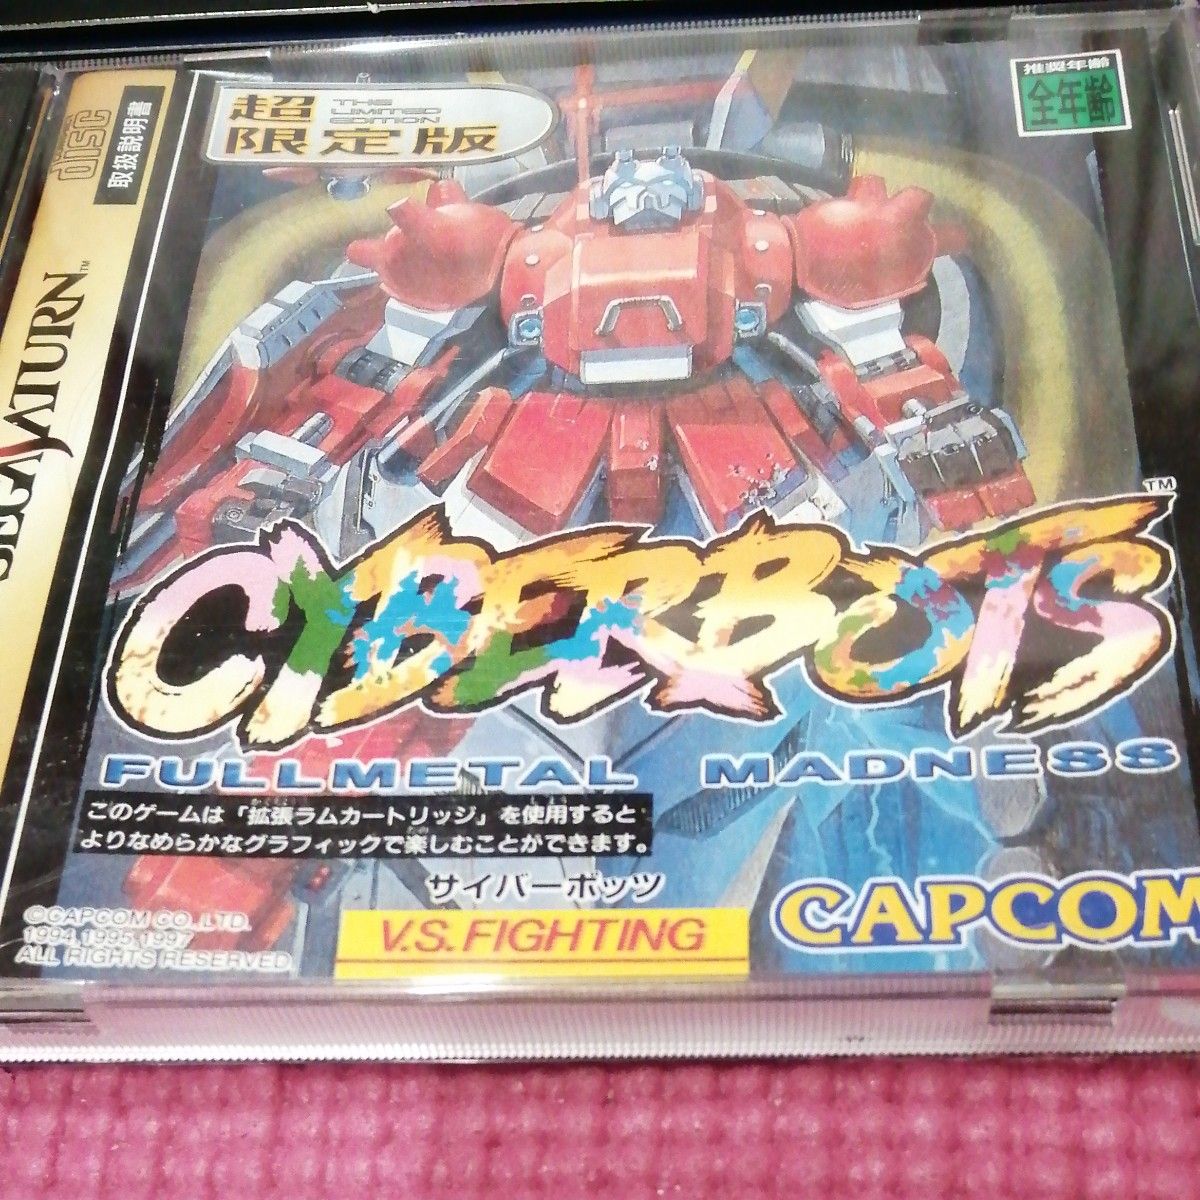 超
限定版
THE
LIMITED
EDITION
推奨年齢
全年齢
disc
取扱説明書
SEGA SATURN™
CYBERBOTS™
FULLMETAL MADNESS
このゲームは「拡張ラムカートリッジ」を使用すると
よりなめらかなグラフィックで楽しむことができます。
サイバーボッツ
V.S. FIGHTING
CAPCOM
©CAPCOM CO., LTD.
1994, 1995, 1997
ALL RIGHTS RESERVED.